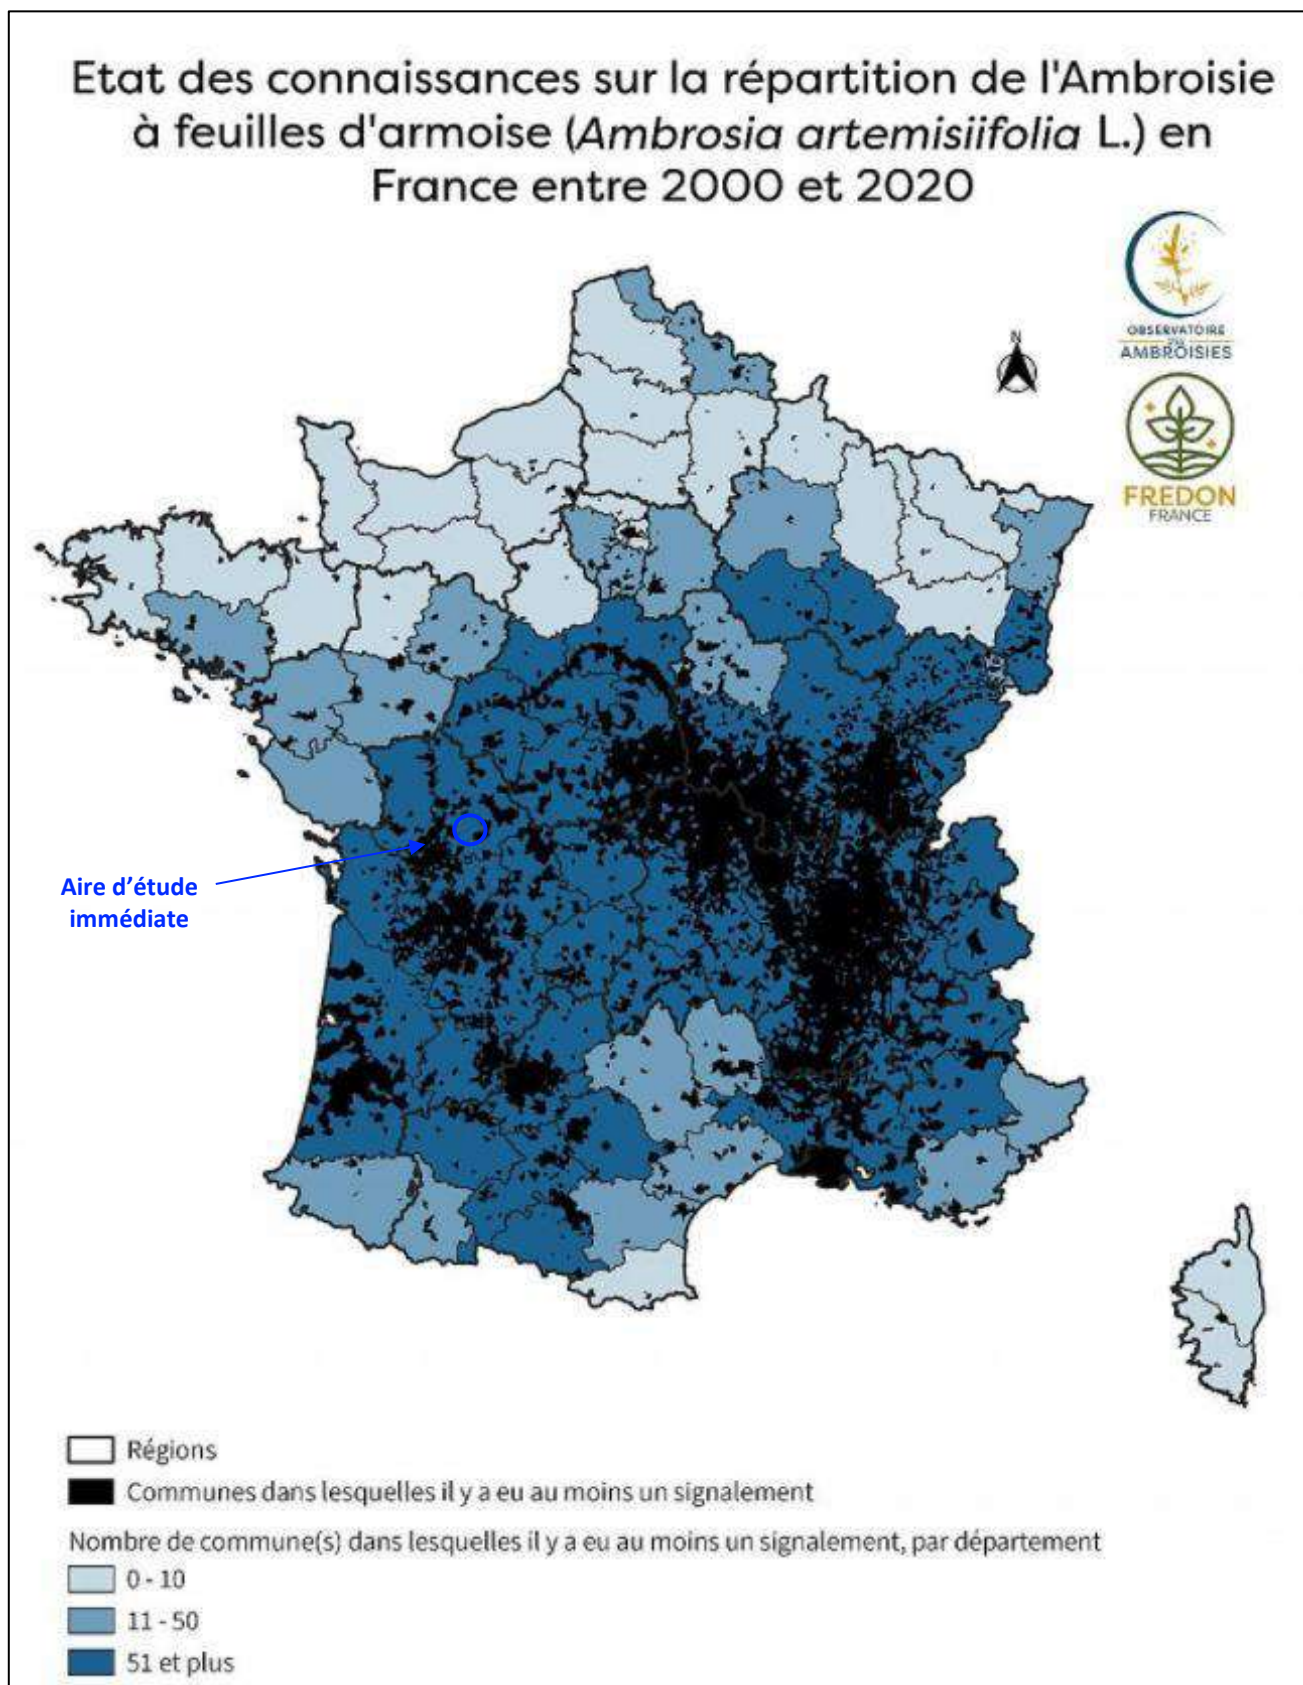 Etat des connaissances sur la répartition de l'Ambroisie
à feuilles d'armoise (Ambrosia artemisiifolia L.) en
France entre 2000 et 2020
OBSERVATOIRE
DES
AMBROISIES
N
FREDON
FRANCE
Aire d'étude
immédiate
Régions
Communes dans lesquelles il y a eu au moins un signalement
Nombre de commune(s) dans lesquelles il y a eu au moins un signalement, par département
0 - 10
11 - 50
51 et plus